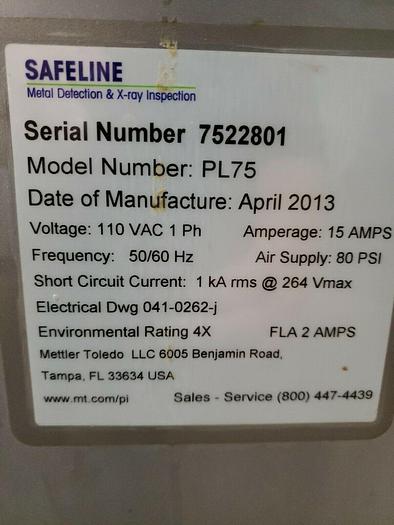 SAFELINE
Metal Detection & X-ray Inspection
Serial Number 7522801
Model Number: PL75
Date of Manufacture: April 2013
Voltage: 110 VAC 1 Ph Amperage: 15 AMPS
Frequency: 50/60 Hz Air Supply: 80 PSI
Short Circuit Current: 1 kA rms @ 264 Vmax
Electrical Dwg 041-0262-j
Environmental Rating 4X FLA 2 AMPS
Mettler Toledo LLC 6005 Benjamin Road,
Tampa, FL 33634 USA
www.mt.com/pi Sales - Service (800) 447-4439